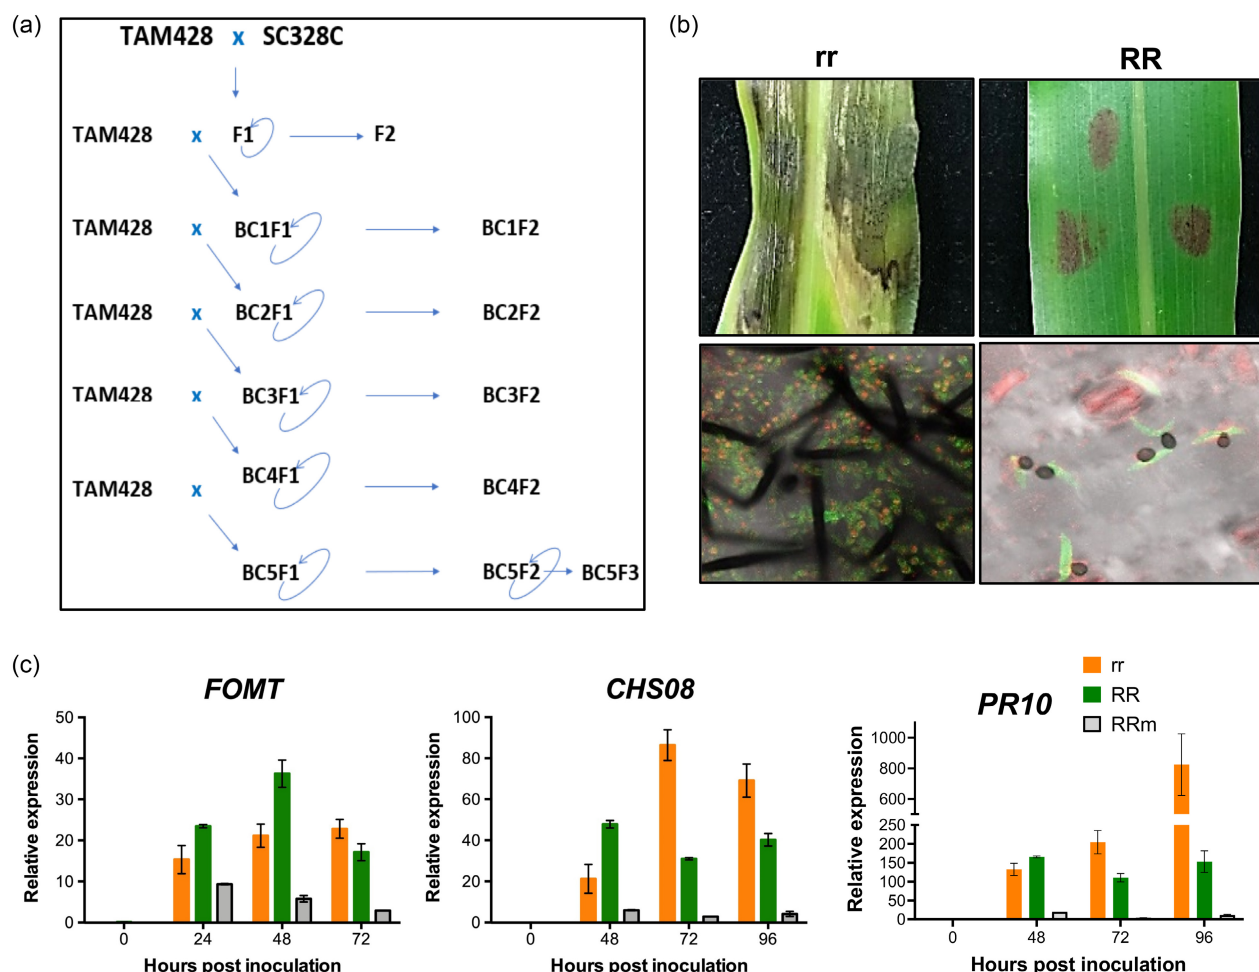 (a)
TAM428 x SC328C
TAM428 x F1 F2
TAM428 x BC1F1 BC1F2
TAM428 x BC2F1 BC2F2
TAM428 x BC3F1 BC3F2
BC4F1
TAM428 x BC4F2
BC5F1 BC5F2 BC5F3
(b)
rr RR
(c)
rr
RR
RRm
FOMT
Relative expression
50
40
30
20
10
0
0 24 48 72
Hours post inoculation
CHS08
Relative expression
100
80
60
40
20
0
0 48 72 96
Hours post inoculation
PR10
Relative expression
1000
800
600
250
200
150
100
50
0
0 48 72 96
Hours post inoculation